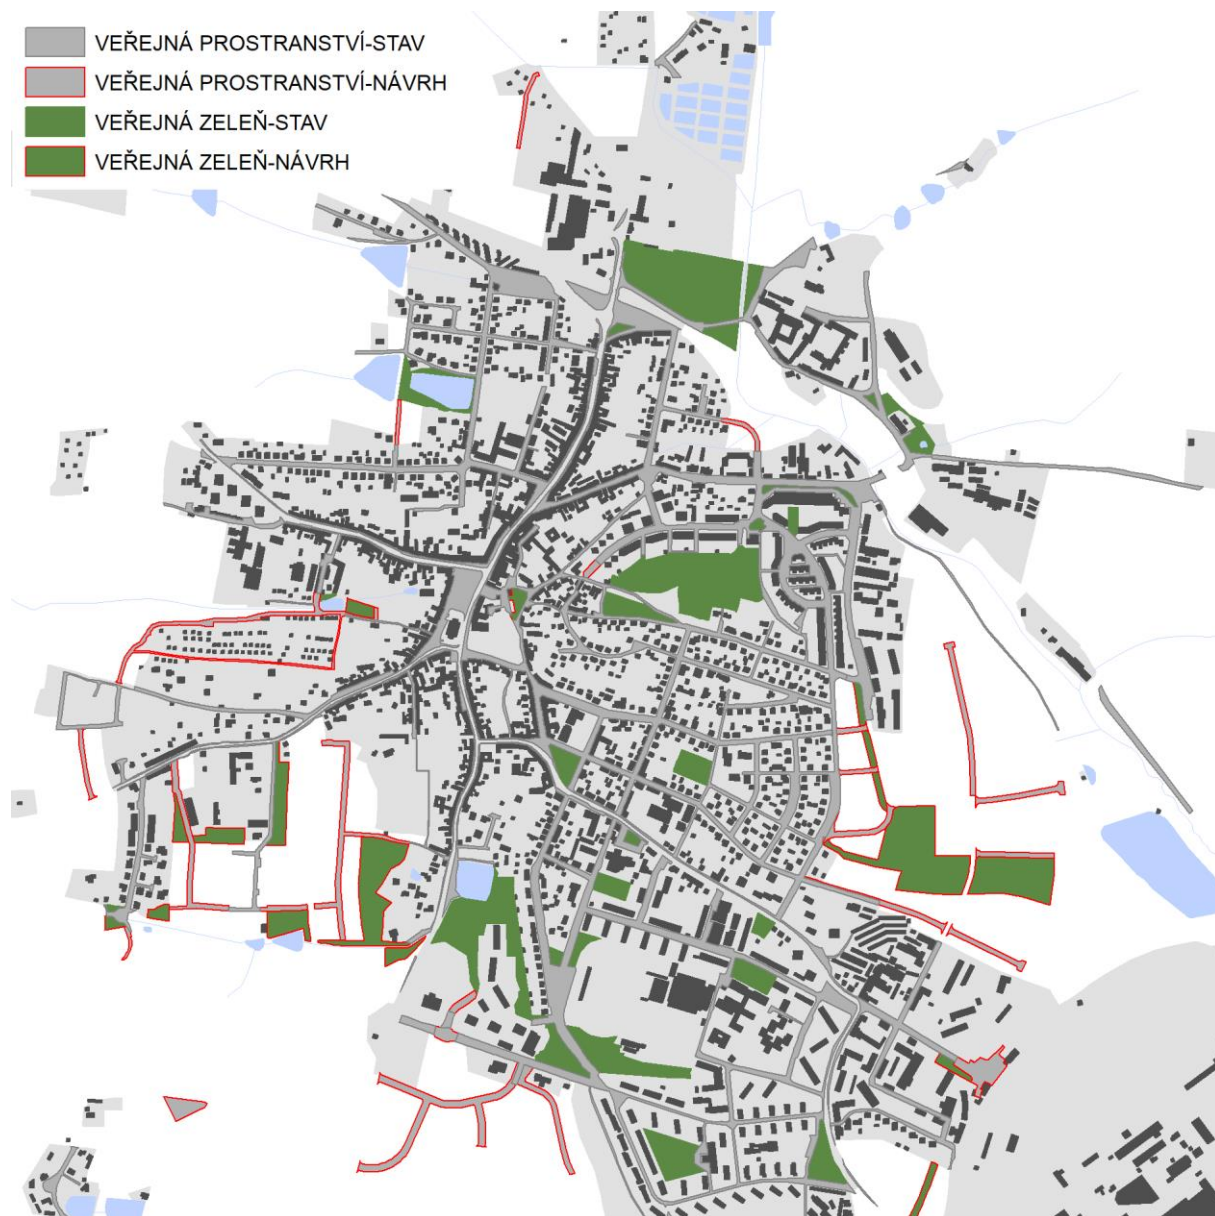 VEŘEJNÁ PROSTRANSTVÍ-STAV
VEŘEJNÁ PROSTRANSTVÍ-NÁVRH
VEŘEJNÁ ZELEŇ-STAV
VEŘEJNÁ ZELEŇ-NÁVRH